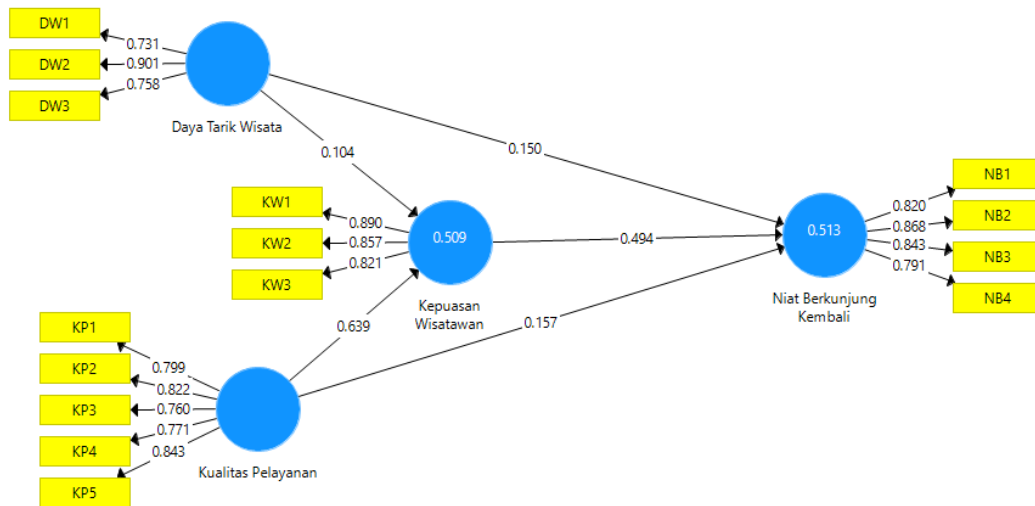 DW1
DW2
DW3
0.731
0.901
0.758
Daya Tarik Wisata
0.104
0.150
KW1
KW2
KW3
0.890
0.857
0.821
0.509
Kepuasan
Wisatawan
0.494
0.513
Niat Berkunjung
Kembali
0.820
0.868
0.843
0.791
NB1
NB2
NB3
NB4
0.639
0.157
KP1
KP2
KP3
KP4
KP5
0.799
0.822
0.760
0.771
0.843
Kualitas Pelayanan